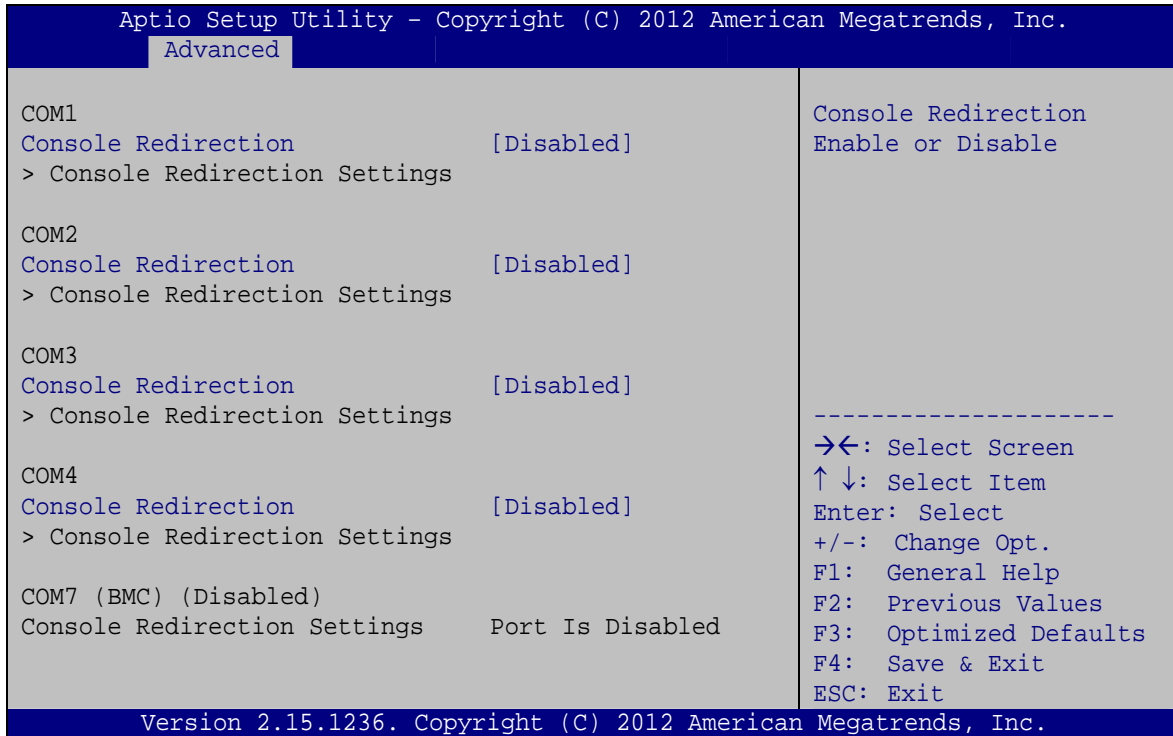 Aptio Setup Utility – Copyright (C) 2012 American Megatrends, Inc.
Advanced
COM1
Console Redirection [Disabled]
> Console Redirection Settings
COM2
Console Redirection [Disabled]
> Console Redirection Settings
COM3
Console Redirection [Disabled]
> Console Redirection Settings
COM4
Console Redirection [Disabled]
> Console Redirection Settings
COM7 (BMC) (Disabled)
Console Redirection Settings Port Is Disabled
Console Redirection
Enable or Disable
---------------------
→←: Select Screen
↑ ↓: Select Item
Enter: Select
+/-: Change Opt.
F1: General Help
F2: Previous Values
F3: Optimized Defaults
F4: Save & Exit
ESC: Exit
Version 2.15.1236. Copyright (C) 2012 American Megatrends, Inc.